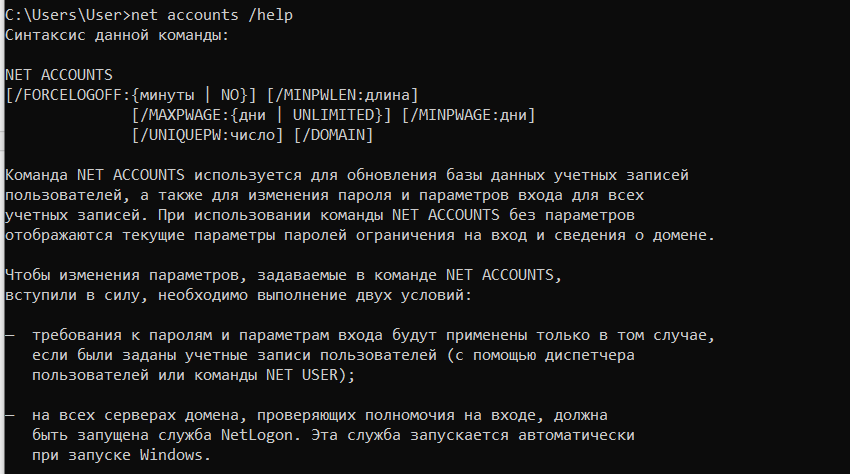 C:\Users\User>net accounts /help
Синтаксис данной команды:
NET ACCOUNTS
[/FORCELOGOFF:{минуты | NO}] [/MINPWLEN:длина]
[/MAXPWAGE:{дни | UNLIMITED}] [/MINPWAGE:дни]
[/UNIQUEPW:число] [/DOMAIN]
Команда NET ACCOUNTS используется для обновления базы данных учетных записей
пользователей, а также для изменения пароля и параметров входа для всех
учетных записей. При использовании команды NET ACCOUNTS без параметров
отображаются текущие параметры паролей ограничения на вход и сведения о домене.
Чтобы изменения параметров, задаваемые в команде NET ACCOUNTS,
вступили в силу, необходимо выполнение двух условий:
— требования к паролям и параметрам входа будут применены только в том случае,
если были заданы учетные записи пользователей (с помощью диспетчера
пользователей или команды NET USER);
— на всех серверах домена, проверяющих полномочия на входе, должна
быть запущена служба NetLogon. Эта служба запускается автоматически
при запуске Windows.